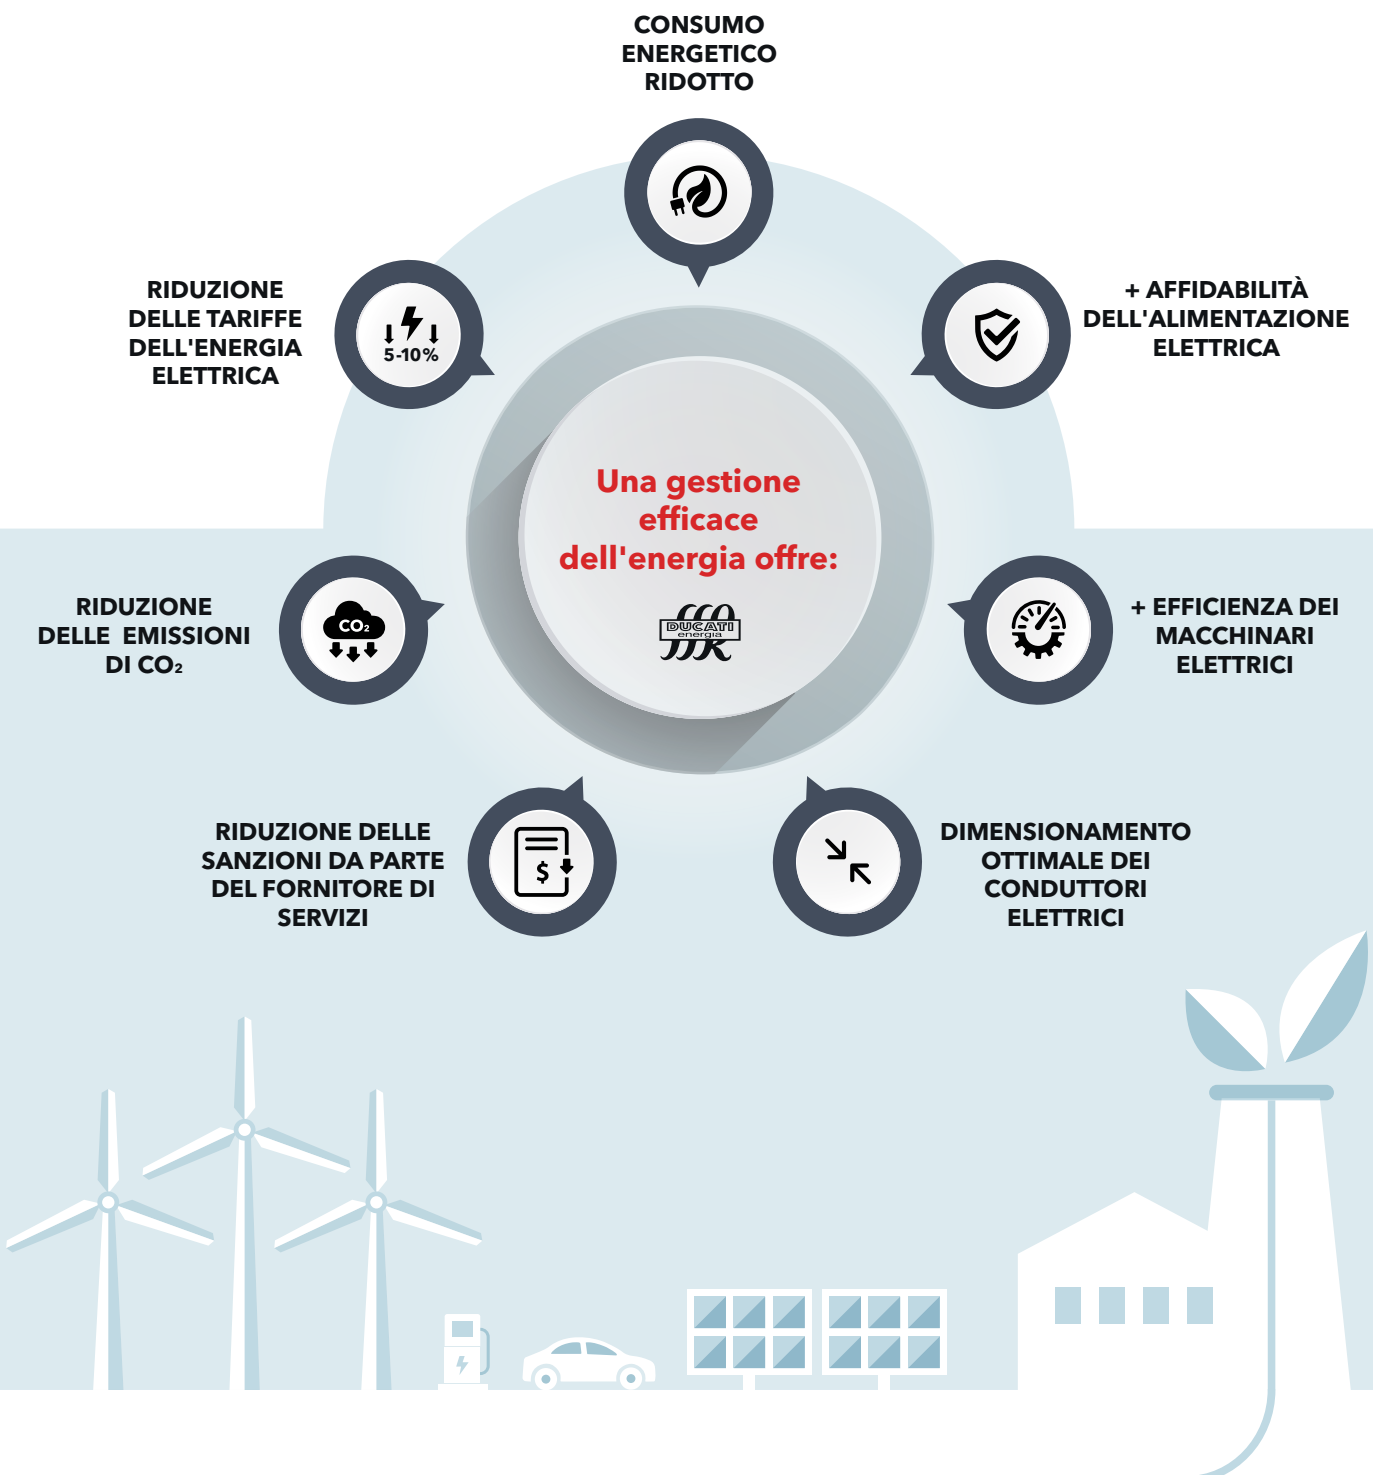 CONSUMO
ENERGETICO
RIDOTTO
RIDUZIONE
DELLE TARIFFE
DELL'ENERGIA
ELETTRICA
5-10%
+ AFFIDABILITÀ
DELL'ALIMENTAZIONE
ELETTRICA
Una gestione
efficace
dell'energia offre:
DUCATI
energia
RIDUZIONE
DELLE EMISSIONI
DI CO₂
CO₂
+ EFFICIENZA DEI
MACCHINARI
ELETTRICI
RIDUZIONE DELLE
SANZIONI DA PARTE
DEL FORNITORE DI
SERVIZI
$
DIMENSIONAMENTO
OTTIMALE DEI
CONDUTTORI
ELETTRICI